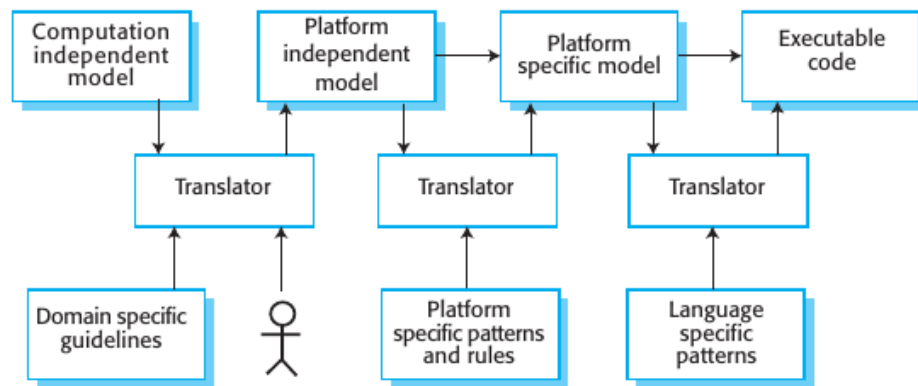 Computation
independent
model
Platform
independent
model
Platform
specific model
Executable
code
Translator
Translator
Translator
Domain specific
guidelines
Platform
specific patterns
and rules
Language
specific
patterns